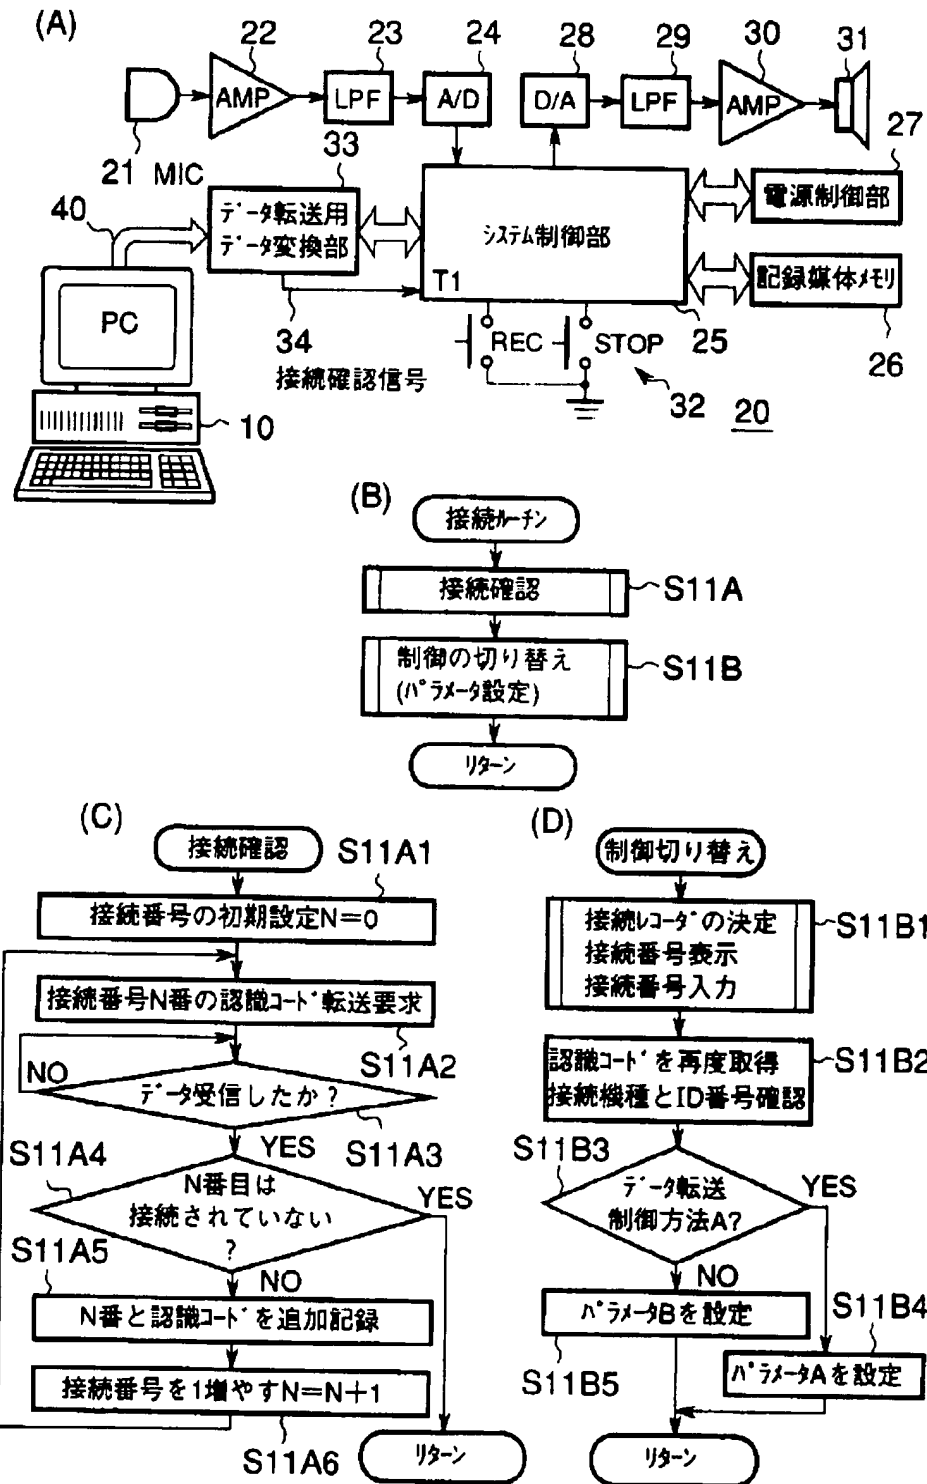 (A)
22
23
24
28
29
30
31
AMP
LPF
A/D
D/A
LPF
AMP
21
MIC
33
27
40
データ転送用
データ変換部
システム制御部
電源制御部
T1
記録媒体メモリ
PC
34
REC
STOP
25
26
接続確認信号
32
20
10
(B)
接続ルーチン
接続確認
S11A
制御の切り替え
(パラメータ設定)
S11B
リターン
(C)
接続確認
S11A1
接続番号の初期設定N=0
接続番号N番の認識コード転送要求
S11A2
NO
データ受信したか?
S11A3
YES
S11A4
N番目は
接続されていない
?
YES
S11A5
NO
N番と認識コードを追加記録
接続番号を1増やすN=N+1
S11A6
リターン
(D)
制御切り替え
接続レコーダの決定
接続番号表示
接続番号入力
S11B1
認識コードを再度取得
接続機種とID番号確認
S11B2
S11B3
データ転送
制御方法A?
YES
NO
パラメータBを設定
S11B4
S11B5
パラメータAを設定
リターン